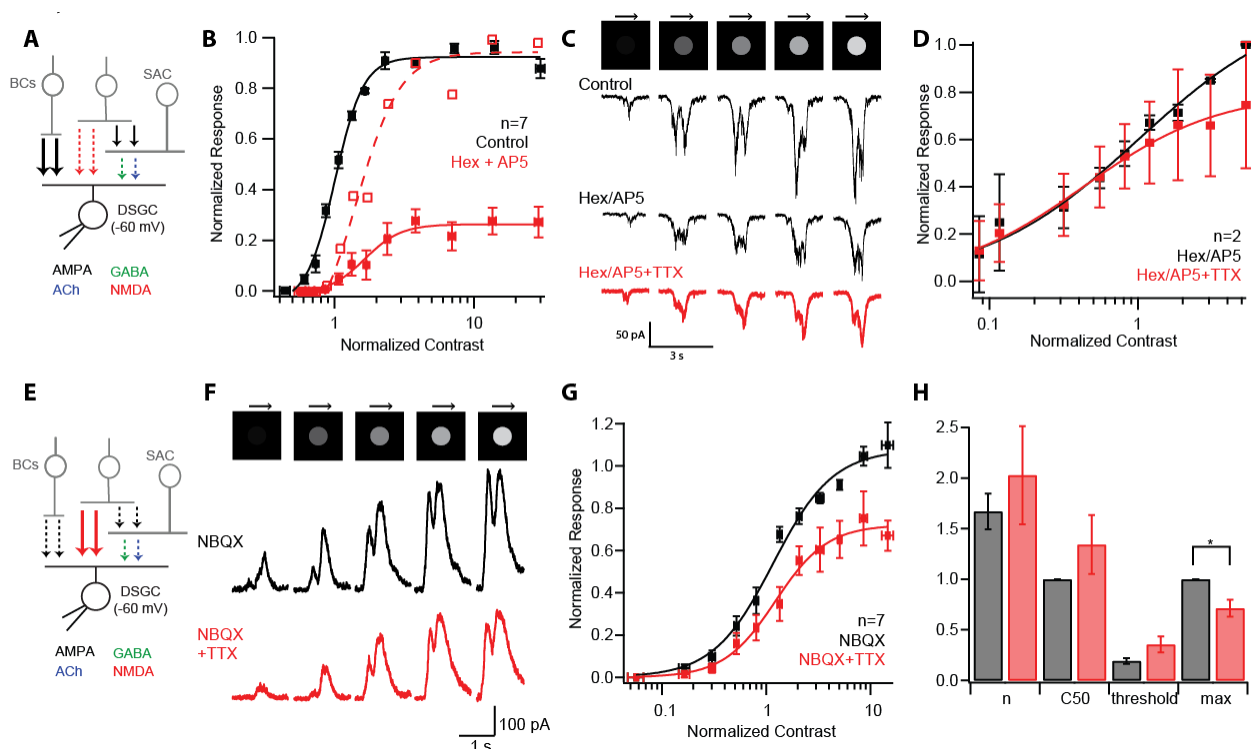 A
BCs
SAC
DSGC
(-60 mV)
AMPA GABA
ACh NMDA
B
Normalized Response
1.0
0.8
0.6
0.4
0.2
0.0
n=7
Control
Hex + AP5
1 10
Normalized Contrast
C
Control
Hex/AP5
Hex/AP5+TTX
50 pA
3 s
D
Normalized Response
1.0
0.8
0.6
0.4
0.2
0.0
n=2
Hex/AP5
Hex/AP5+TTX
0.1 1
Normalized Contrast
E
BCs
SAC
DSGC
(-60 mV)
AMPA GABA
ACh NMDA
F
NBQX
NBQX
+TTX
100 pA
1 s
G
Normalized Response
1.2
1.0
0.8
0.6
0.4
0.2
0.0
n=7
NBQX
NBQX+TTX
0.1 1 10
Normalized Contrast
H
2.5
2.0
1.5
1.0
0.5
0.0
*
n C50 threshold max